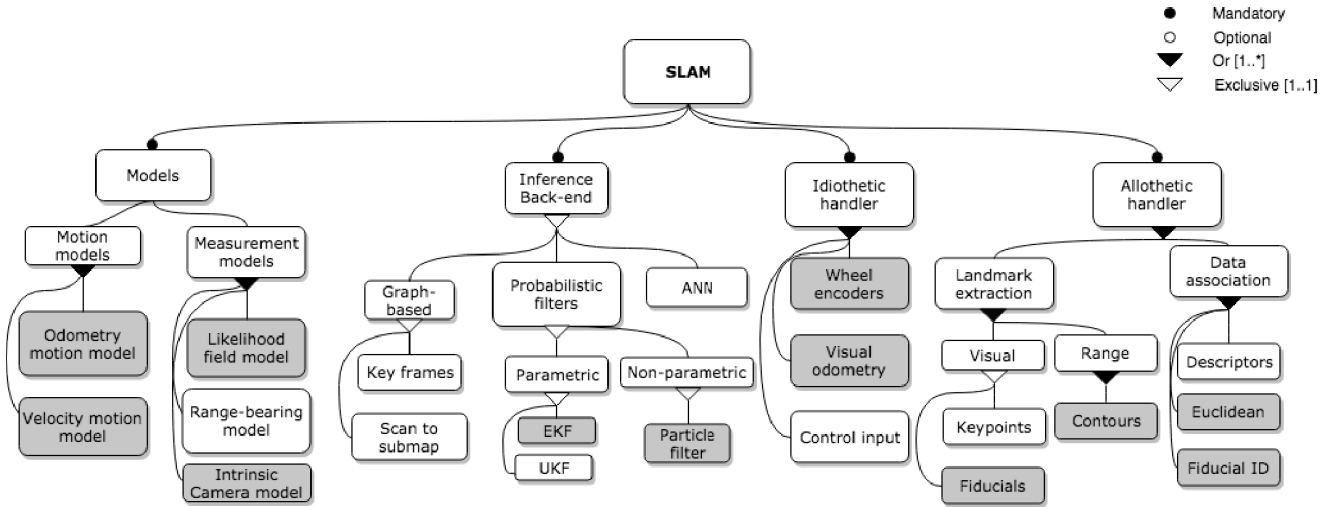 Mandatory
Optional
Or [1..*]
Exclusive [1..1]
SLAM
Models
Inference
Back-end
Idiothetic
handler
Allothetic
handler
Motion
models
Measurement
models
Odometry
motion model
Velocity motion
model
Likelihood
field model
Range-bearing
model
Intrinsic
Camera model
Graph-
based
Probabilistic
filters
ANN
Key frames
Scan to
submap
Parametric
Non-parametric
EKF
UKF
Particle
filter
Wheel
encoders
Visual
odometry
Control input
Landmark
extraction
Data
association
Visual
Range
Keypoints
Fiducials
Contours
Descriptors
Euclidean
Fiducial ID